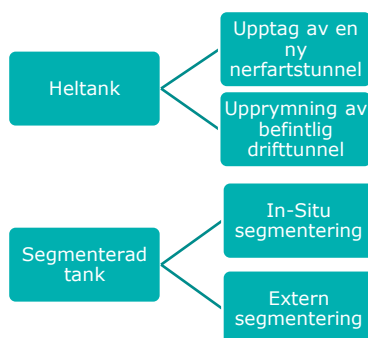 Heltank
Upptag av en
ny
nerfartstunnel
Upprymning av
befintlig
drifttunnel
Segmenterad
tank
In-Situ
segmentering
Extern
segmentering